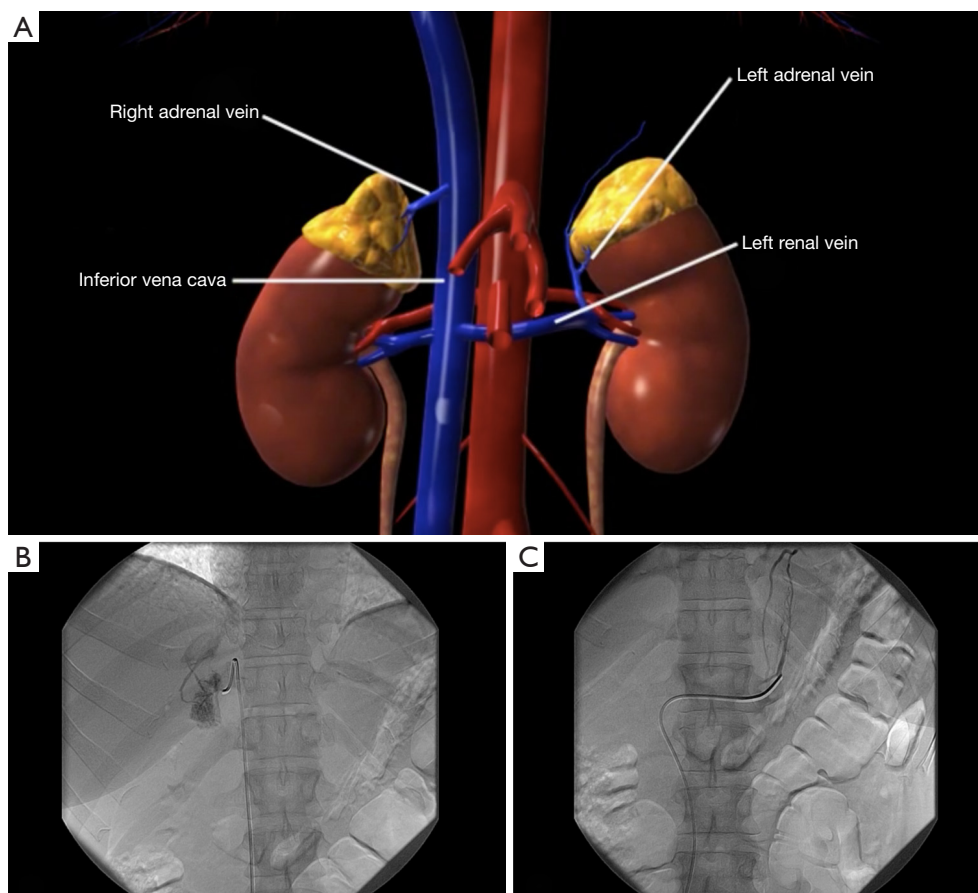 A
Left adrenal vein
Right adrenal vein
Left renal vein
Inferior vena cava
B
C